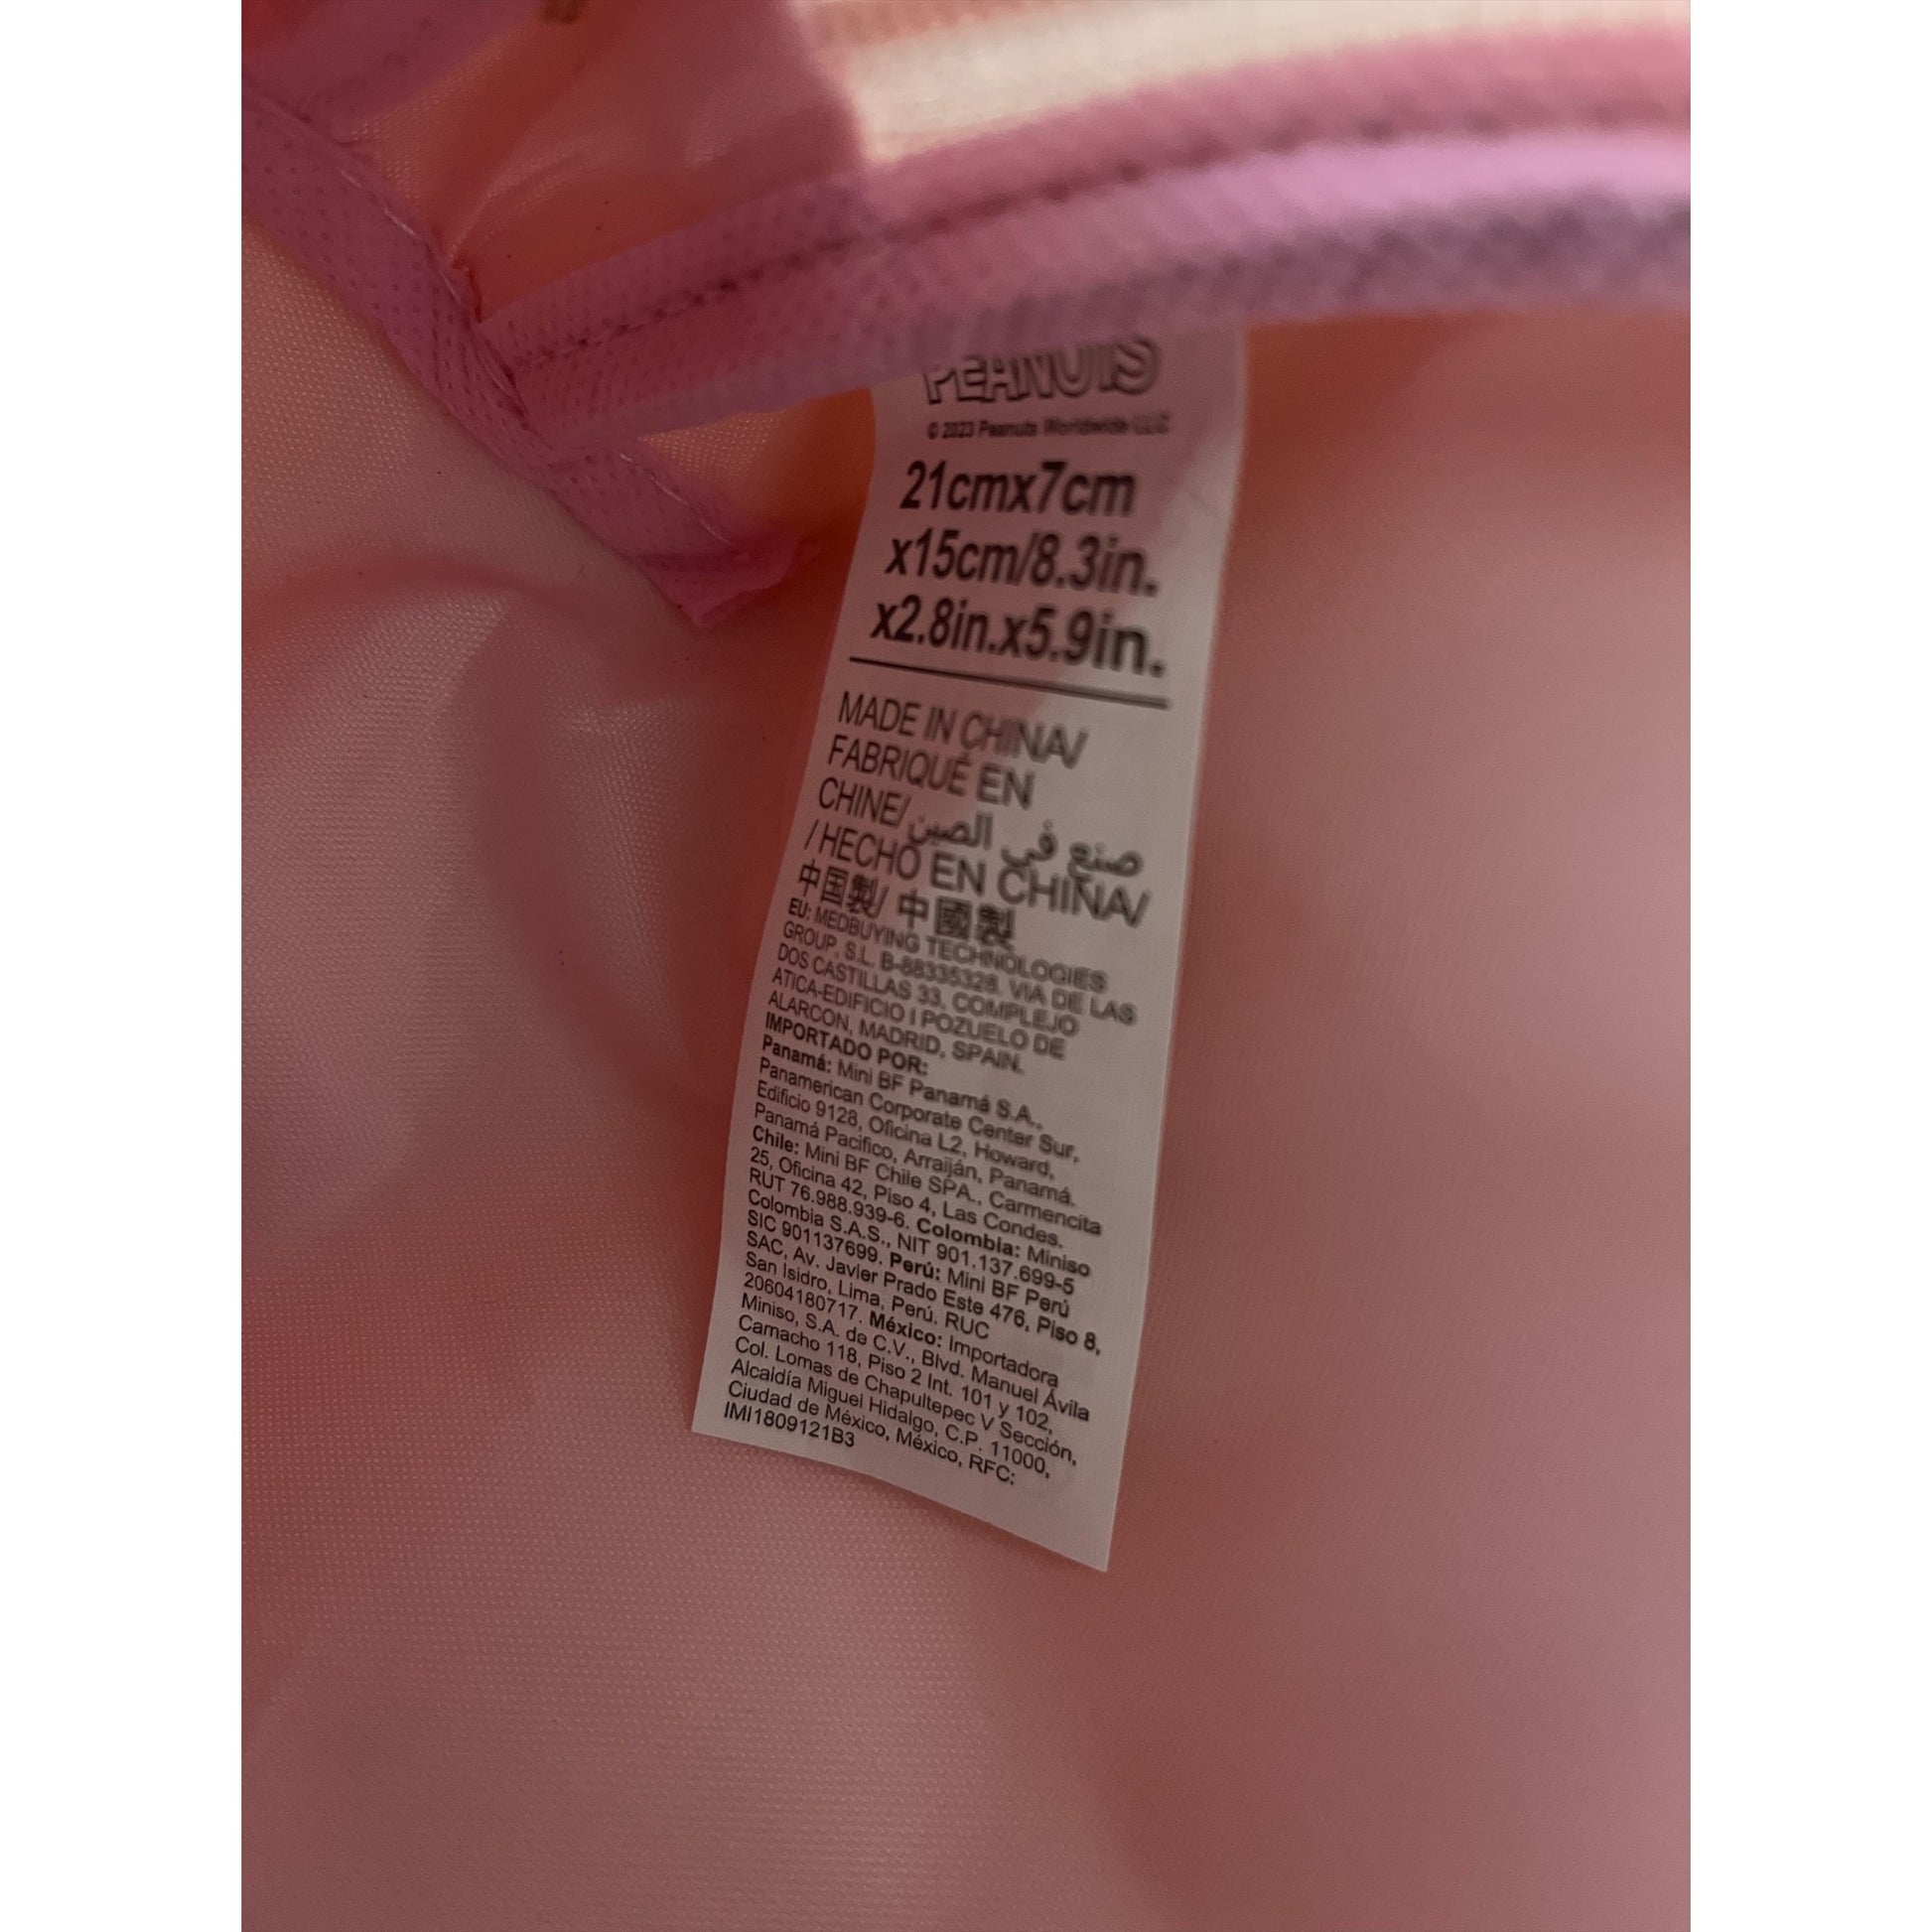 PEANUTS
© 2023 Peanuts Worldwide LLC
21cmx7cm
x15cm/8.3in.
x2.8in.x5.9in.
MADE IN CHINA/
FABRIQUÉ EN
CHINE/صنع في الصين
/HECHO EN CHINA/
中国製/ 中國製
EU: MEDBUYING TECHNOLOGIES
GROUP, S.L. B-88335328. VIA DE LAS
DOS CASTILLAS 33, COMPLEJO
ATICA-EDIFICIO I POZUELO DE
ALARCON, MADRID, SPAIN.
IMPORTADO POR:
Panamá: Mini BF Panamá S.A.,
Panamerican Corporate Center Sur,
Edificio 9128, Oficina L2, Howard,
Panamá Pacifico, Arraiján, Panamá.
Chile: Mini BF Chile SPA., Carmencita
25, Oficina 42, Piso 4, Las Condes.
RUT 76.988.939-6. Colombia: Miniso
Colombia S.A.S., NIT 901.137.699-5
SIC 901137699. Perú: Mini BF Perú
SAC, Av. Javier Prado Este 476, Piso 8,
San Isidro, Lima, Perú. RUC
20604180717. México: Importadora
Miniso, S.A. de C.V., Blvd. Manuel Ávila
Camacho 118, Piso 2 Int. 101 y 102,
Col. Lomas de Chapultepec V Sección,
Alcaldía Miguel Hidalgo, C.P. 11000,
Ciudad de México, México, RFC:
IMI1809121B3